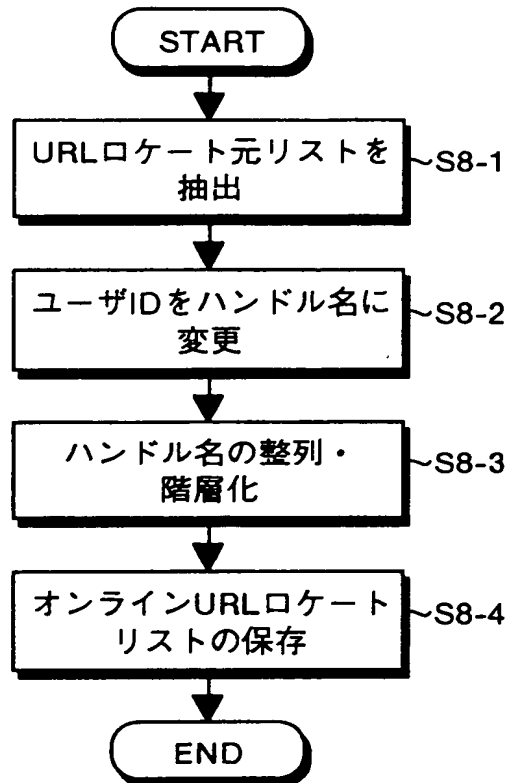 START
URLロケート元リストを
抽出
S8-1
ユーザIDをハンドル名に
変更
S8-2
ハンドル名の整列・
階層化
S8-3
オンラインURLロケート
リストの保存
S8-4
END